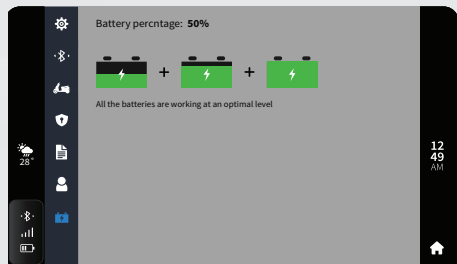 Battery percntage: 50%
+ +
All the batteries are working at an optimal level
28°
12
49
AM